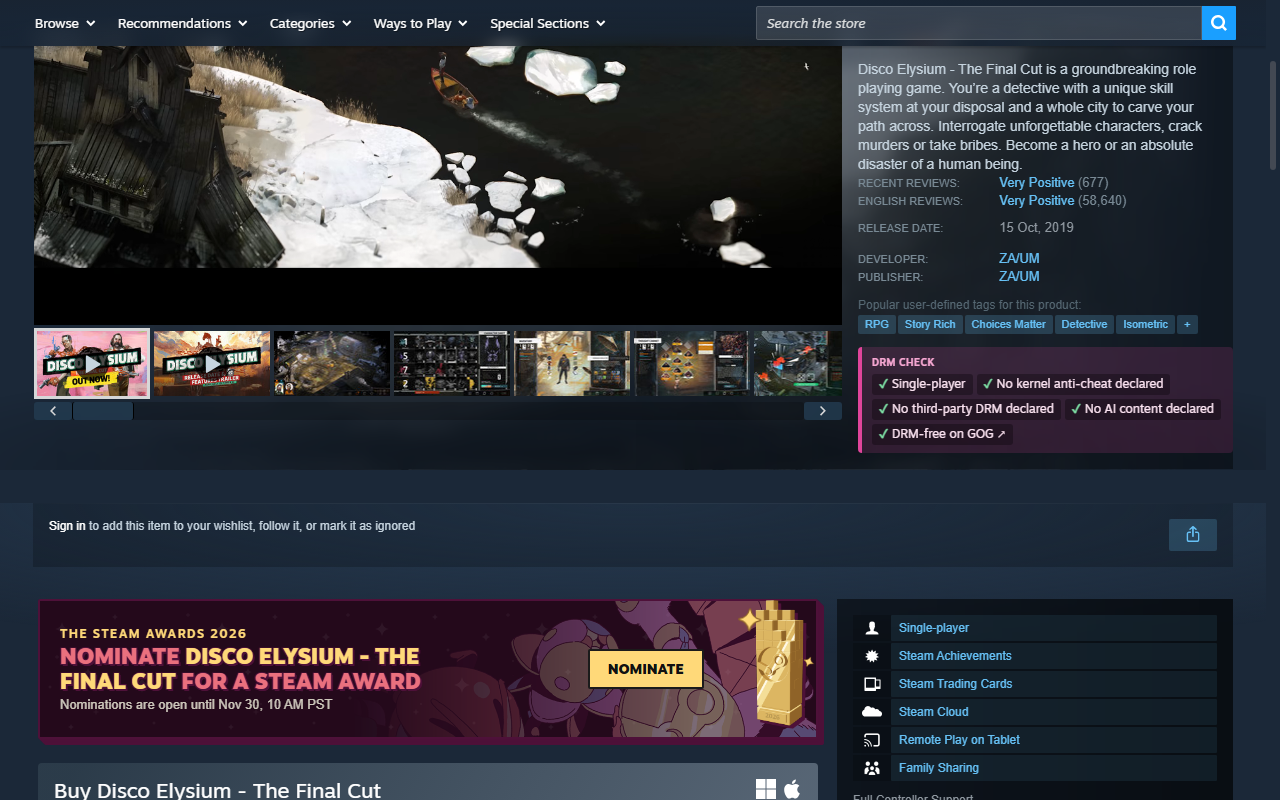 Browse
Recommendations
Categories
Ways to Play
Special Sections
Search the store
Disco Elysium - The Final Cut is a groundbreaking role
playing game. You're a detective with a unique skill
system at your disposal and a whole city to carve your
path across. Interrogate unforgettable characters, crack
murders or take bribes. Become a hero or an absolute
disaster of a human being.
RECENT REVIEWS: Very Positive (677)
ENGLISH REVIEWS: Very Positive (58,640)
RELEASE DATE: 15 Oct, 2019
DEVELOPER: ZA/UM
PUBLISHER: ZA/UM
Popular user-defined tags for this product:
RPG Story Rich Choices Matter Detective Isometric +
DRM CHECK
✓ Single-player ✓ No kernel anti-cheat declared
✓ No third-party DRM declared ✓ No AI content declared
✓ DRM-free on GOG ↗
OUT NOW!
Sign in to add this item to your wishlist, follow it, or mark it as ignored
THE STEAM AWARDS 2026
NOMINATE DISCO ELYSIUM - THE
FINAL CUT FOR A STEAM AWARD
Nominations are open until Nov 30, 10 AM PST
NOMINATE
Single-player
Steam Achievements
Steam Trading Cards
Steam Cloud
Remote Play on Tablet
Family Sharing
Full Controller Support
Buy Disco Elysium - The Final Cut